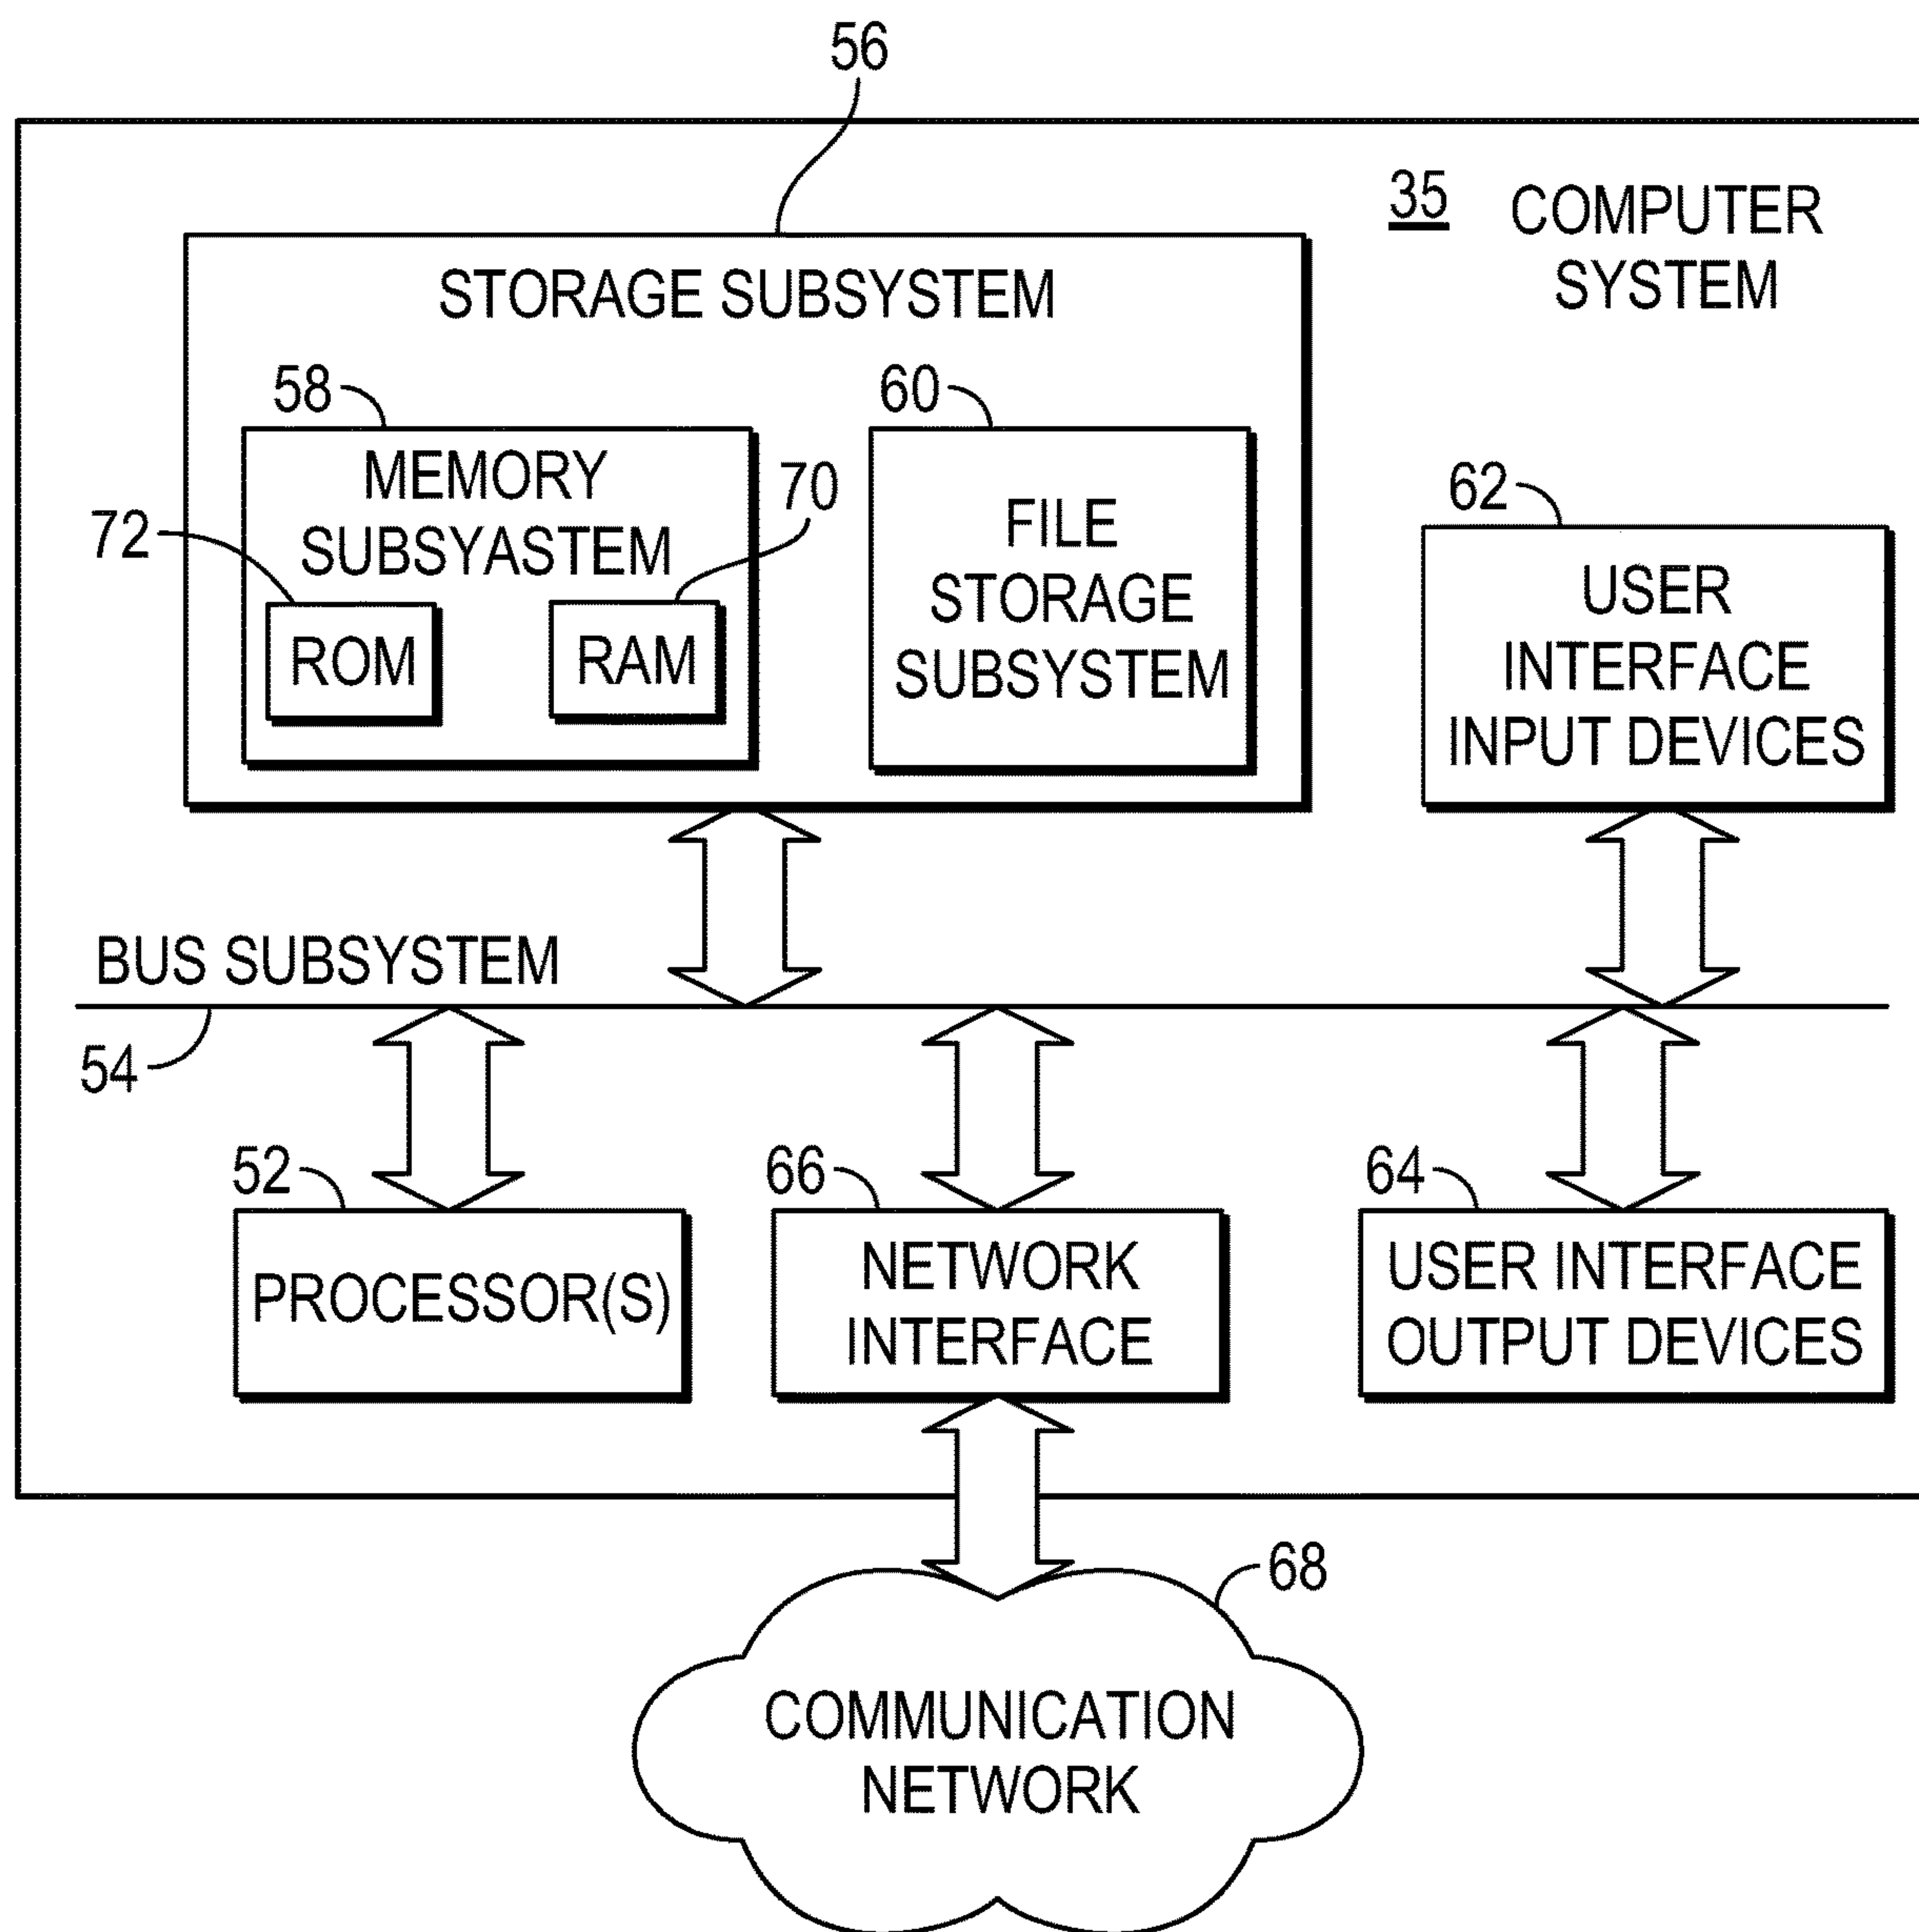 56
35 COMPUTER
SYSTEM
STORAGE SUBSYSTEM
58
60
MEMORY
SUBSYASTEM
72
70
ROM
RAM
FILE
STORAGE
SUBSYSTEM
62
USER
INTERFACE
INPUT DEVICES
BUS SUBSYSTEM
54
52
PROCESSOR(S)
66
NETWORK
INTERFACE
64
USER INTERFACE
OUTPUT DEVICES
68
COMMUNICATION
NETWORK